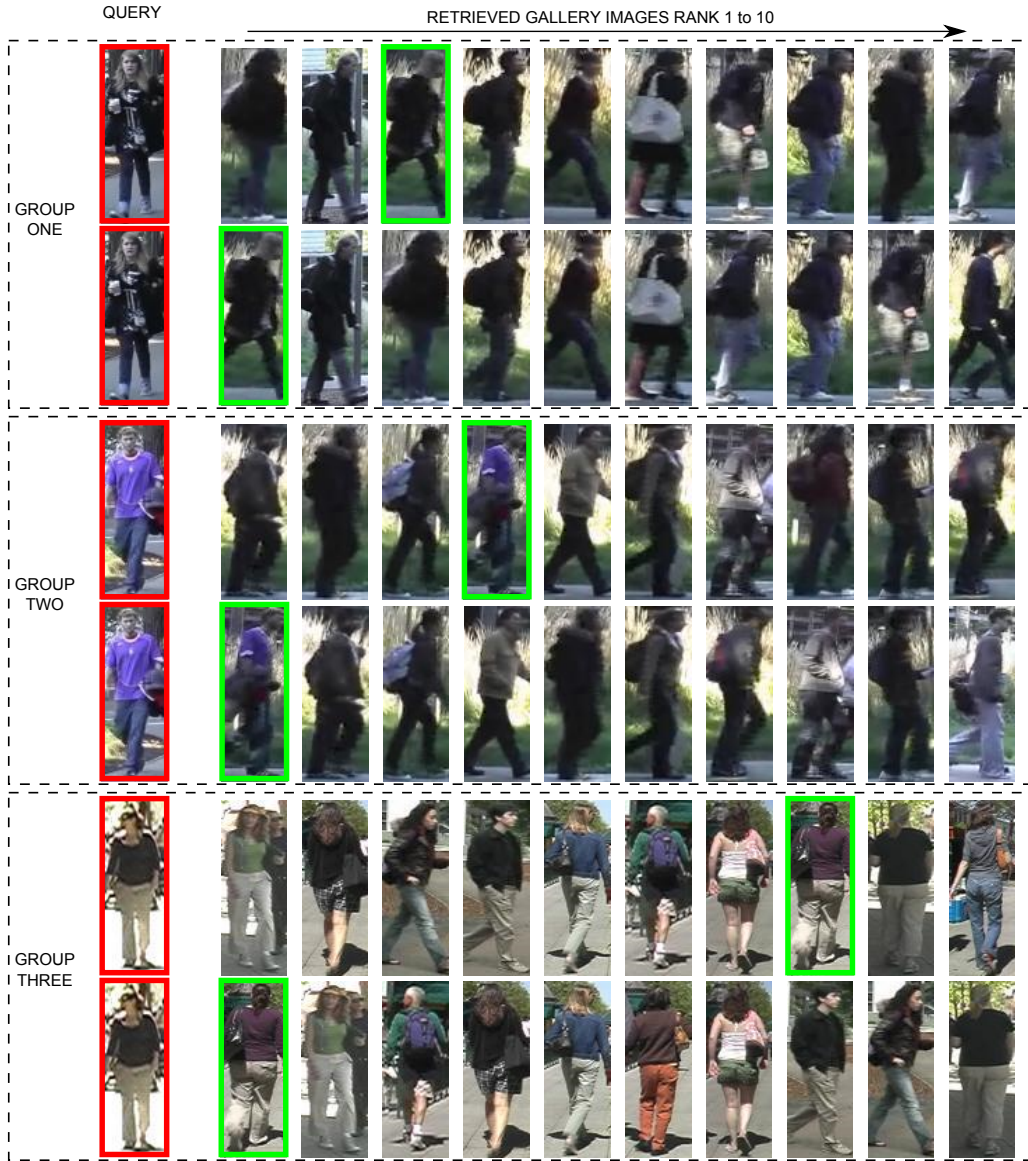 QUERY
RETRIEVED GALLERY IMAGES RANK 1 to 10
GROUP
ONE
GROUP
TWO
GROUP
THREE